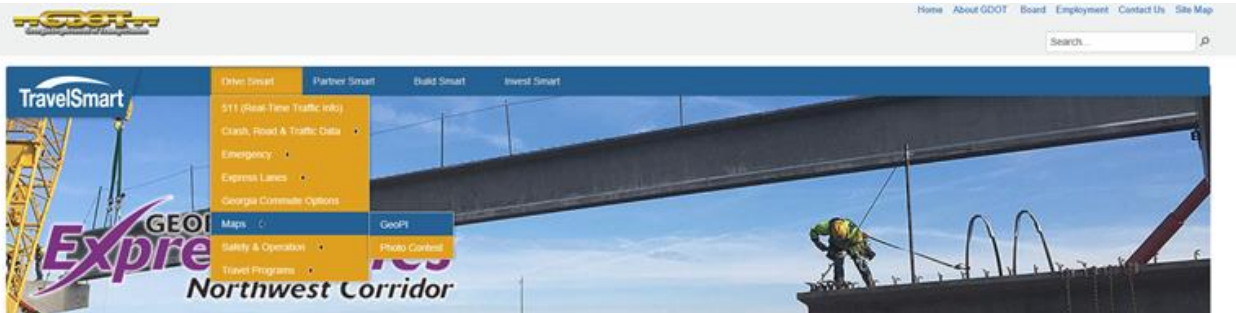 Home About GDOT Board Employment Contact Us Site Map
GDOT
Search...
TravelSmart
Drive Smart Partner Smart Build Smart Invest Smart
511 (Real-Time Traffic Info)
Crash, Road & Traffic Data
Emergency
Express Lanes
Georgia Commute Options
Maps
GeoPI
Safety & Operation
Photo Contest
Travel Programs
Northwest Corridor